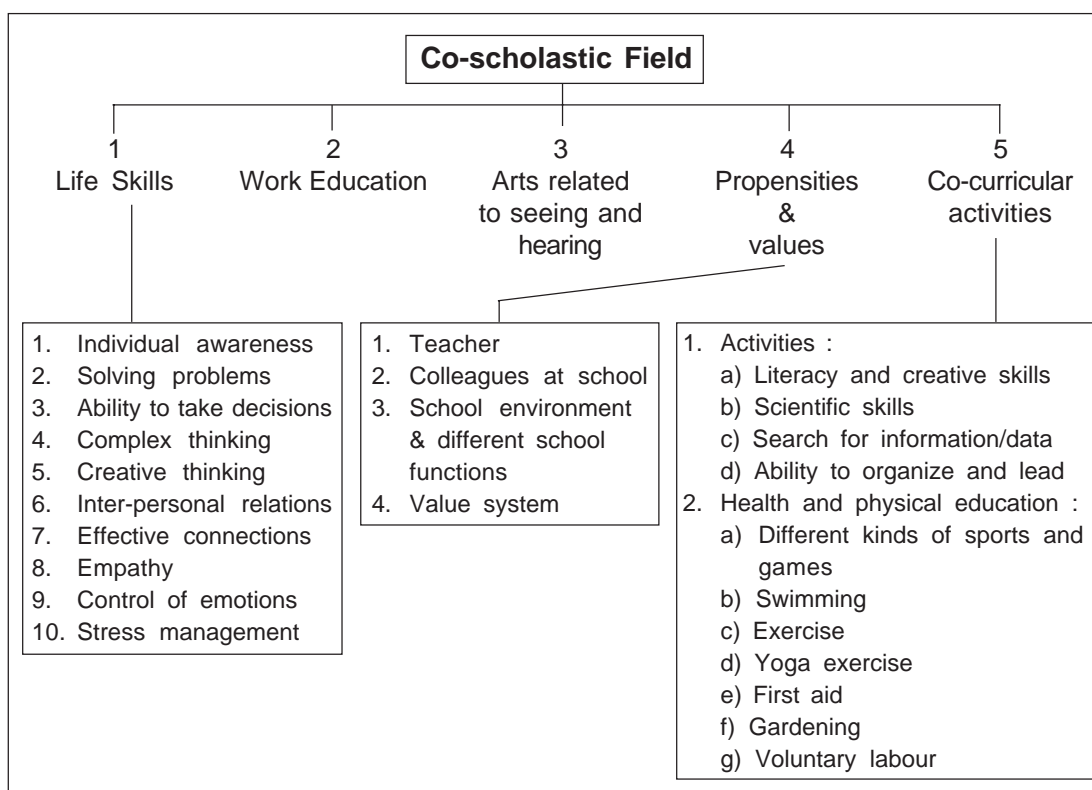 Co-scholastic Field
1
Life Skills
2
Work Education
3
Arts related
to seeing and
hearing
4
Propensities
&
values
5
Co-curricular
activities
1. Individual awareness
2. Solving problems
3. Ability to take decisions
4. Complex thinking
5. Creative thinking
6. Inter-personal relations
7. Effective connections
8. Empathy
9. Control of emotions
10. Stress management
1. Teacher
2. Colleagues at school
3. School environment
& different school
functions
4. Value system
1. Activities :
a) Literacy and creative skills
b) Scientific skills
c) Search for information/data
d) Ability to organize and lead
2. Health and physical education :
a) Different kinds of sports and
games
b) Swimming
c) Exercise
d) Yoga exercise
e) First aid
f) Gardening
g) Voluntary labour